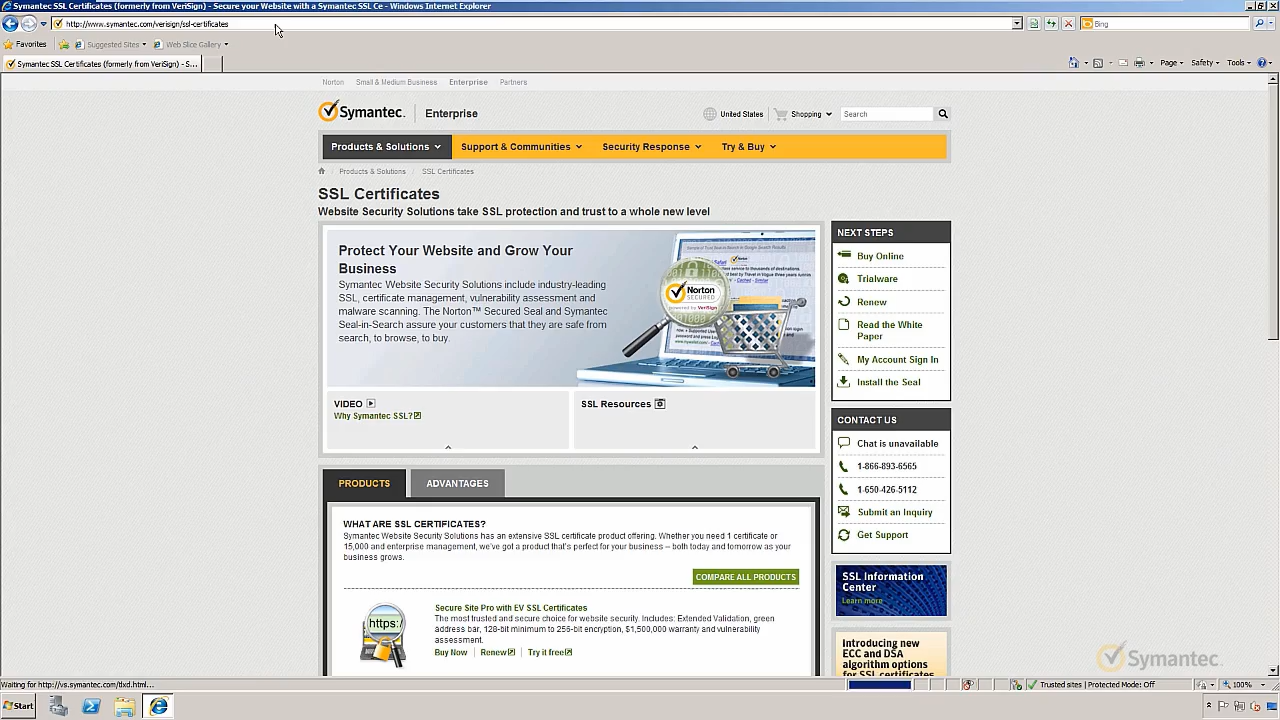 Symantec SSL Certificates (formerly from VeriSign) - Secure your Website with a Symantec SSL Ce - Windows Internet Explorer
http://www.symantec.com/verisign/ssl-certificates
Bing
Favorites Suggested Sites Web Slice Gallery
Symantec SSL Certificates (formerly from VeriSign) - S...
Page Safety Tools
Norton Small & Medium Business Enterprise Partners
Symantec. Enterprise
United States Shopping Search
Products & Solutions Support & Communities Security Response Try & Buy
Products & Solutions / SSL Certificates
SSL Certificates
Website Security Solutions take SSL protection and trust to a whole new level
Protect Your Website and Grow Your
Business
Symantec Website Security Solutions include industry-leading
SSL, certificate management, vulnerability assessment and
malware scanning. The Norton™ Secured Seal and Symantec
Seal-in-Search assure your customers that they are safe from
search, to browse, to buy.
Norton
SECURED
powered by VeriSign
VIDEO
Why Symantec SSL?
SSL Resources
NEXT STEPS
Buy Online
Trialware
Renew
Read the White
Paper
My Account Sign In
Install the Seal
CONTACT US
Chat is unavailable
1-866-893-6565
1-650-426-5112
Submit an Inquiry
Get Support
SSL Information
Center
Learn more
Introducing new
ECC and DSA
algorithm options
for SSL certificates
PRODUCTS ADVANTAGES
WHAT ARE SSL CERTIFICATES?
Symantec Website Security Solutions has an extensive SSL certificate product offering. Whether you need 1 certificate or
15,000 and enterprise management, we've got a product that's perfect for your business – both today and tomorrow as your
business grows.
COMPARE ALL PRODUCTS
https:/
Secure Site Pro with EV SSL Certificates
The most trusted and secure choice for website security. Includes: Extended Validation, green
address bar, 128-bit minimum to 256-bit encryption, $1,500,000 warranty and vulnerability
assessment.
Buy Now Renew Try it free
Symantec.
Waiting for http://vs.symantec.com/tlxd.html...
Trusted sites | Protected Mode: Off
100%
Start